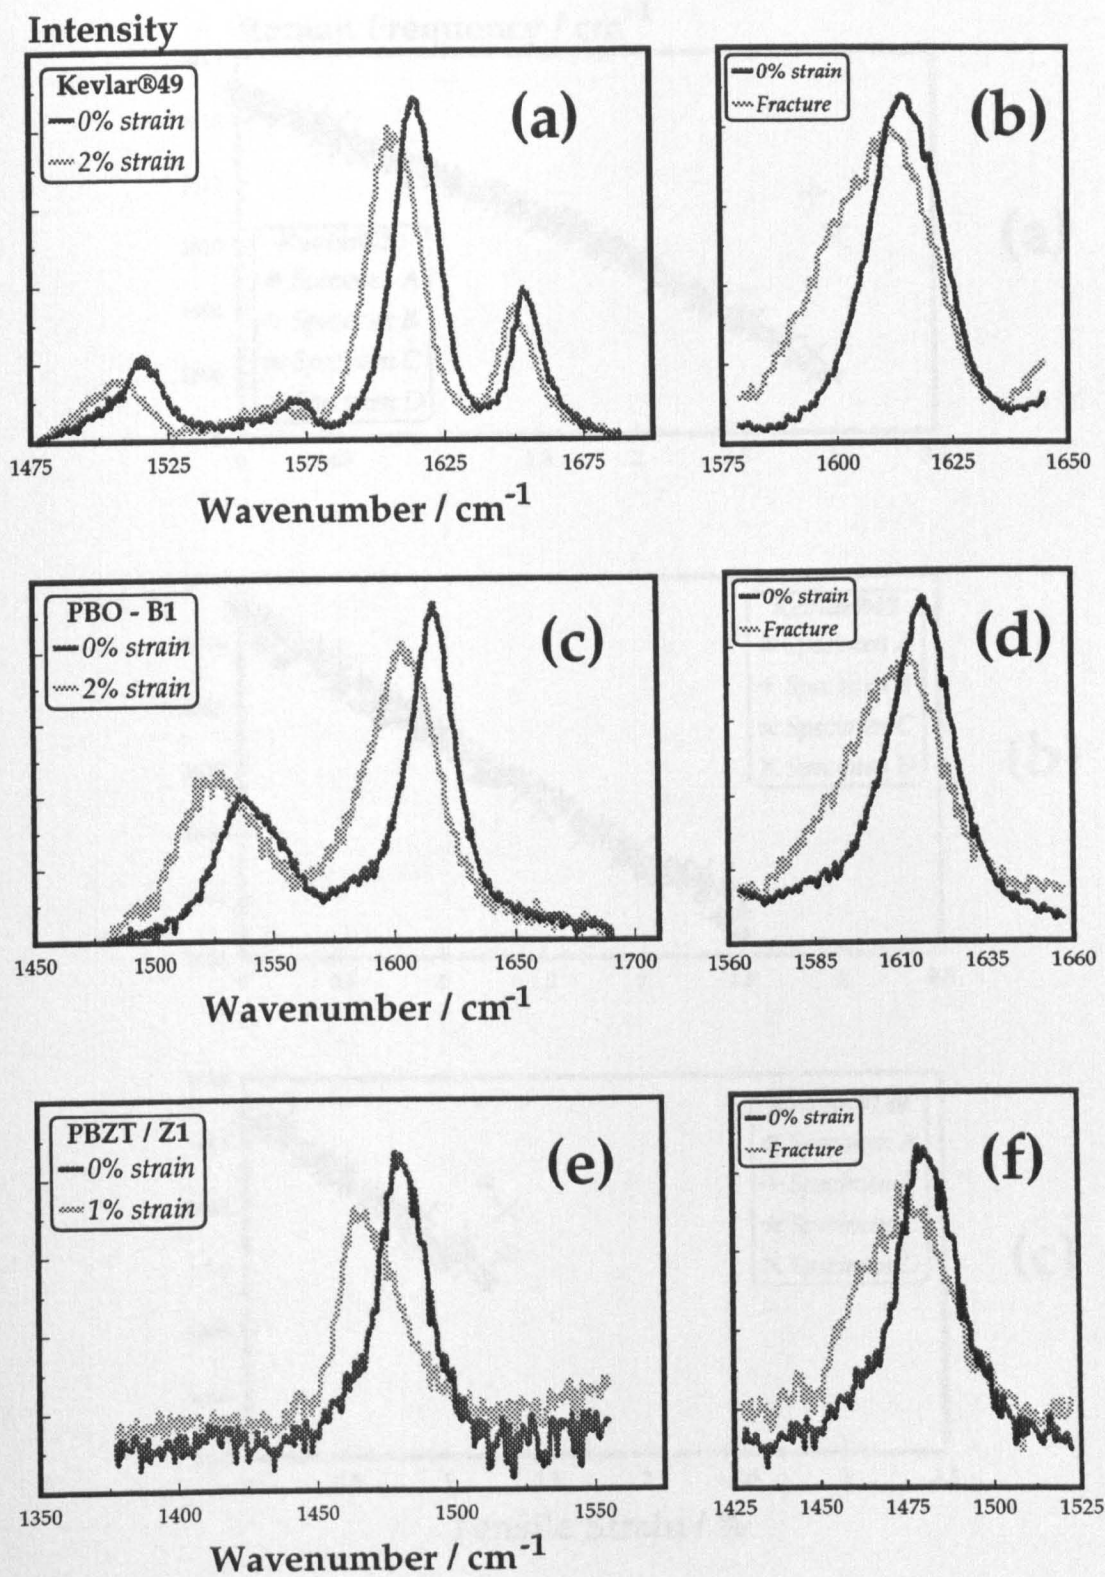 Intensity
Kevlar®49
0% strain
2% strain
(a)
0% strain
Fracture
(b)
1475 1525 1575 1625 1675
1575 1600 1625 1650
Wavenumber / cm-1
PBO - B1
0% strain
2% strain
(c)
0% strain
Fracture
(d)
1450 1500 1550 1600 1650 1700
1560 1585 1610 1635 1660
Wavenumber / cm-1
PBZT / Z1
0% strain
1% strain
(e)
0% strain
Fracture
(f)
1350 1400 1450 1500 1550
1425 1450 1475 1500 1525
Wavenumber / cm-1